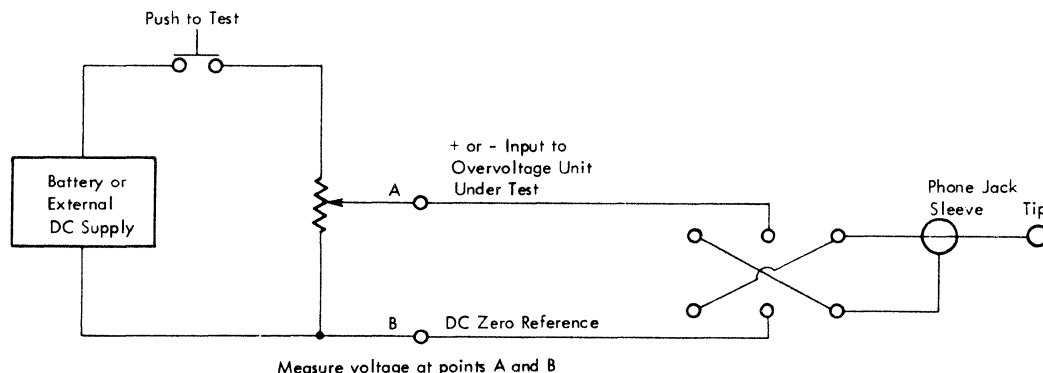 Push to Test
+ or - Input to
Overvoltage Unit
Under Test
A
Battery or
External
DC Supply
Phone Jack
Sleeve
Tip
B
DC Zero Reference
Measure voltage at points A and B